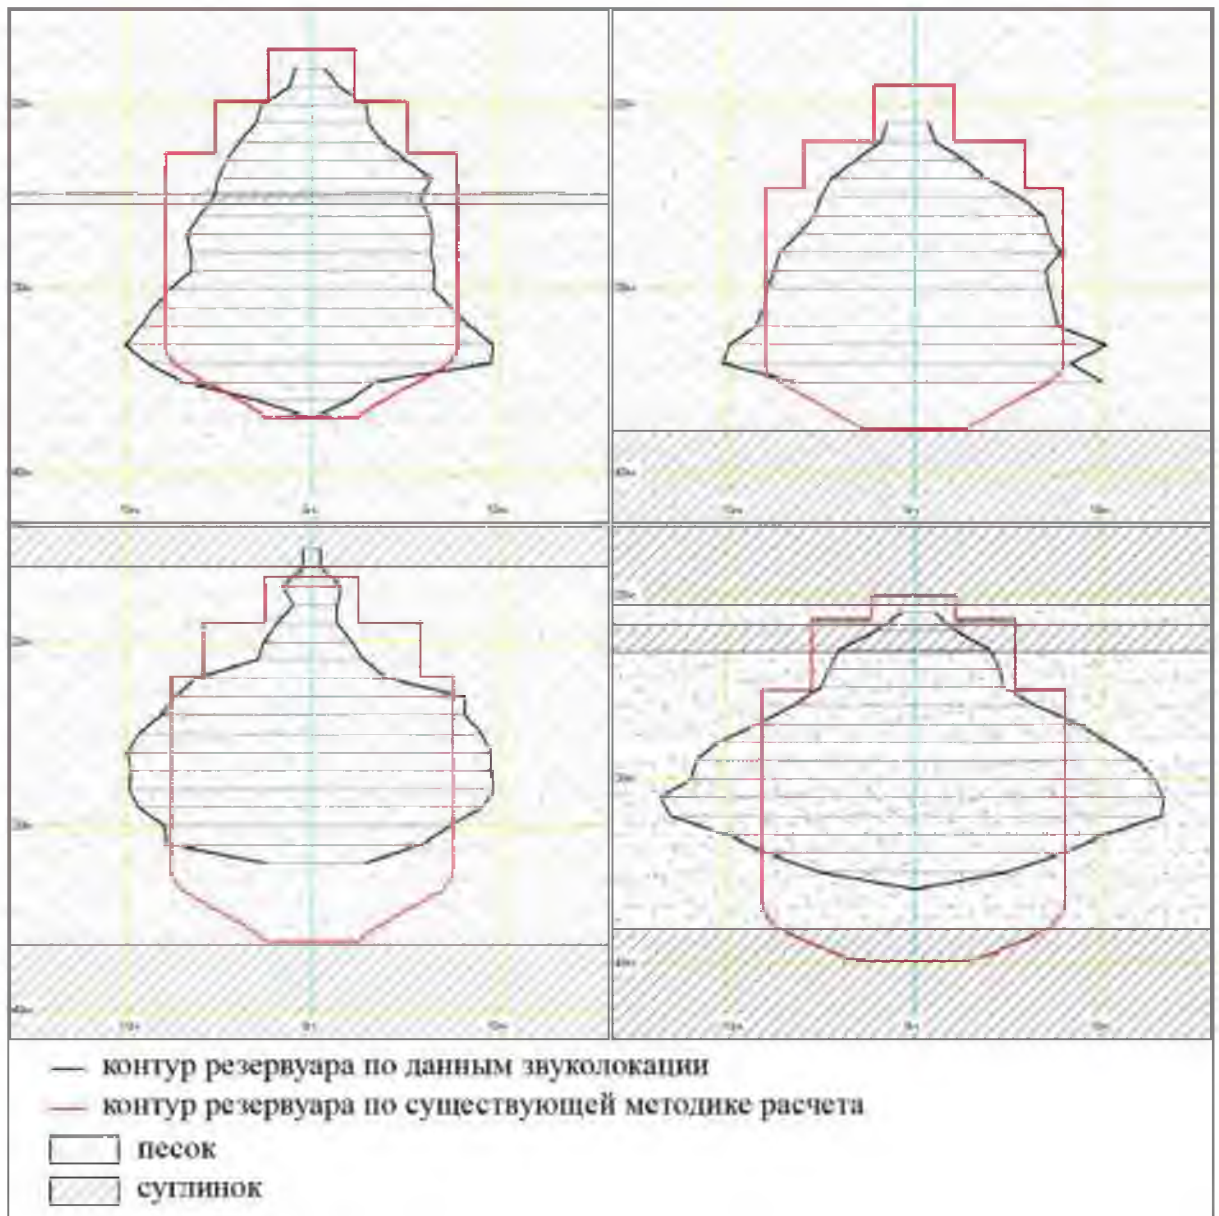 контур резервуара по данным звуколокации
контур резервуара по существующей методике расчета
песок
суглинок